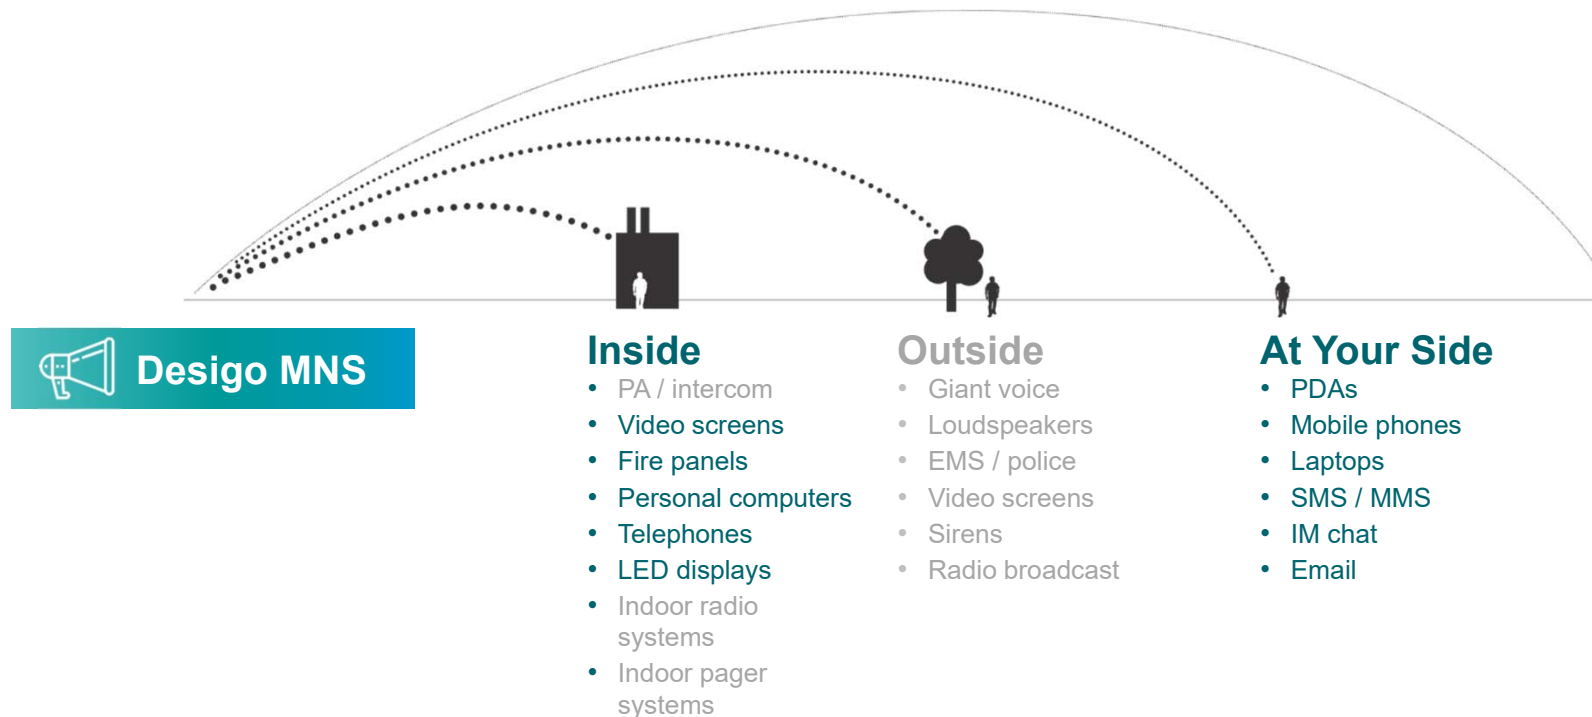 Desigo MNS
Inside
• PA / intercom
• Video screens
• Fire panels
• Personal computers
• Telephones
• LED displays
• Indoor radio
systems
• Indoor pager
systems
Outside
• Giant voice
• Loudspeakers
• EMS / police
• Video screens
• Sirens
• Radio broadcast
At Your Side
• PDAs
• Mobile phones
• Laptops
• SMS / MMS
• IM chat
• Email